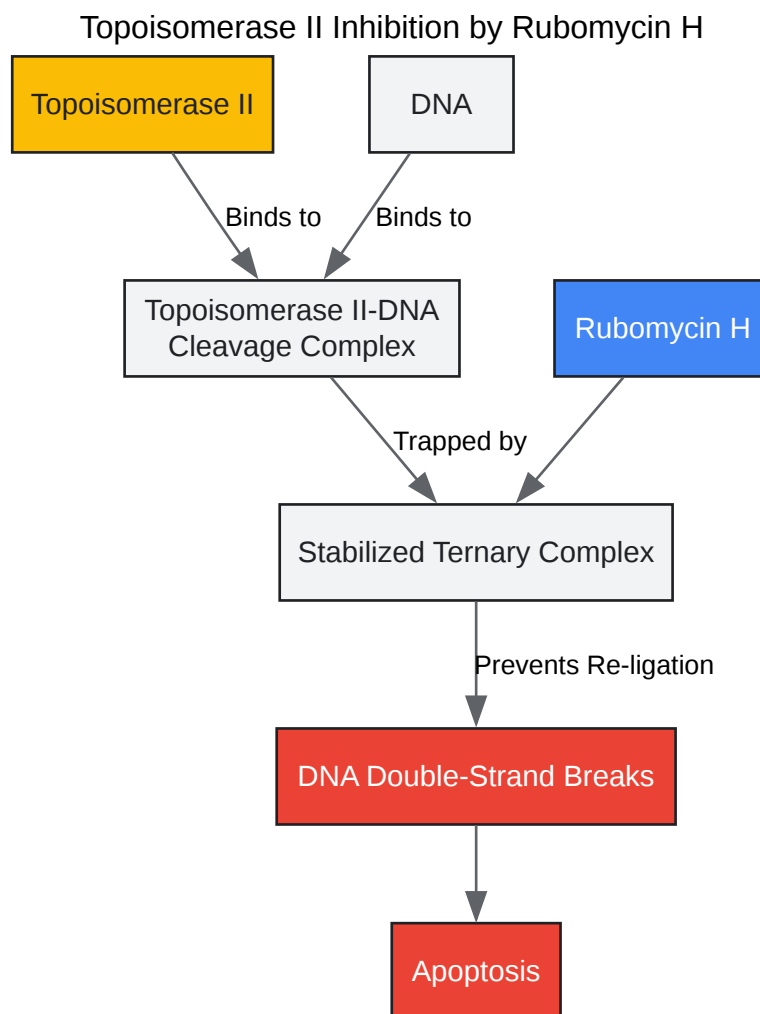 Topoisomerase II Inhibition by Rubomycin H
Topoisomerase II
DNA
Binds to
Binds to
Topoisomerase II-DNA
Cleavage Complex
Rubomycin H
Trapped by
Stabilized Ternary Complex
Prevents Re-ligation
DNA Double-Strand Breaks
Apoptosis